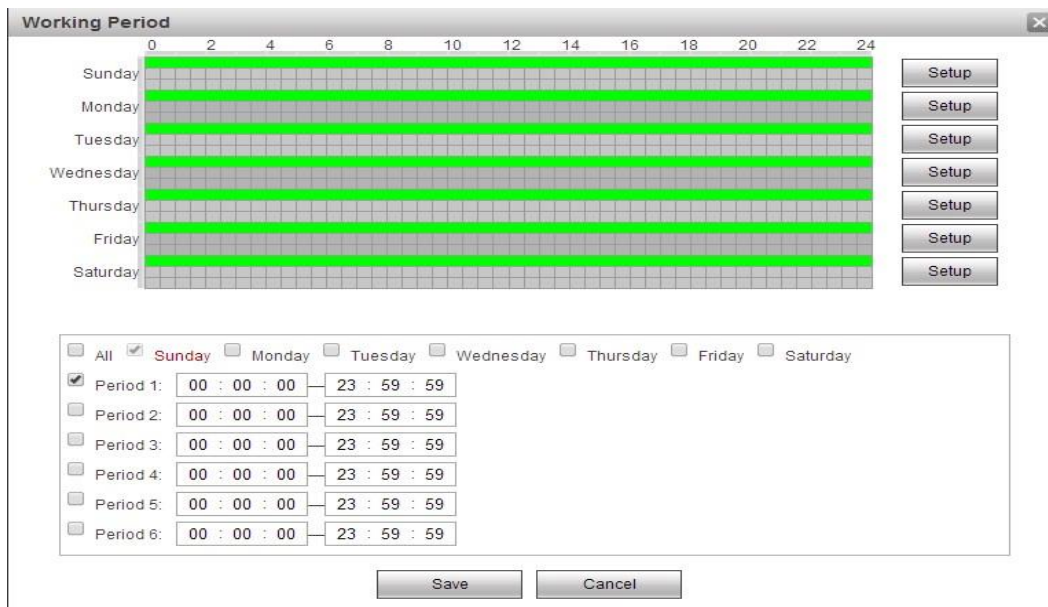 Working Period
0 2 4 6 8 10 12 14 16 18 20 22 24
Sunday Setup
Monday Setup
Tuesday Setup
Wednesday Setup
Thursday Setup
Friday Setup
Saturday Setup
All Sunday Monday Tuesday Wednesday Thursday Friday Saturday
Period 1: 00 : 00 : 00 — 23 : 59 : 59
Period 2: 00 : 00 : 00 — 23 : 59 : 59
Period 3: 00 : 00 : 00 — 23 : 59 : 59
Period 4: 00 : 00 : 00 — 23 : 59 : 59
Period 5: 00 : 00 : 00 — 23 : 59 : 59
Period 6: 00 : 00 : 00 — 23 : 59 : 59
Save Cancel